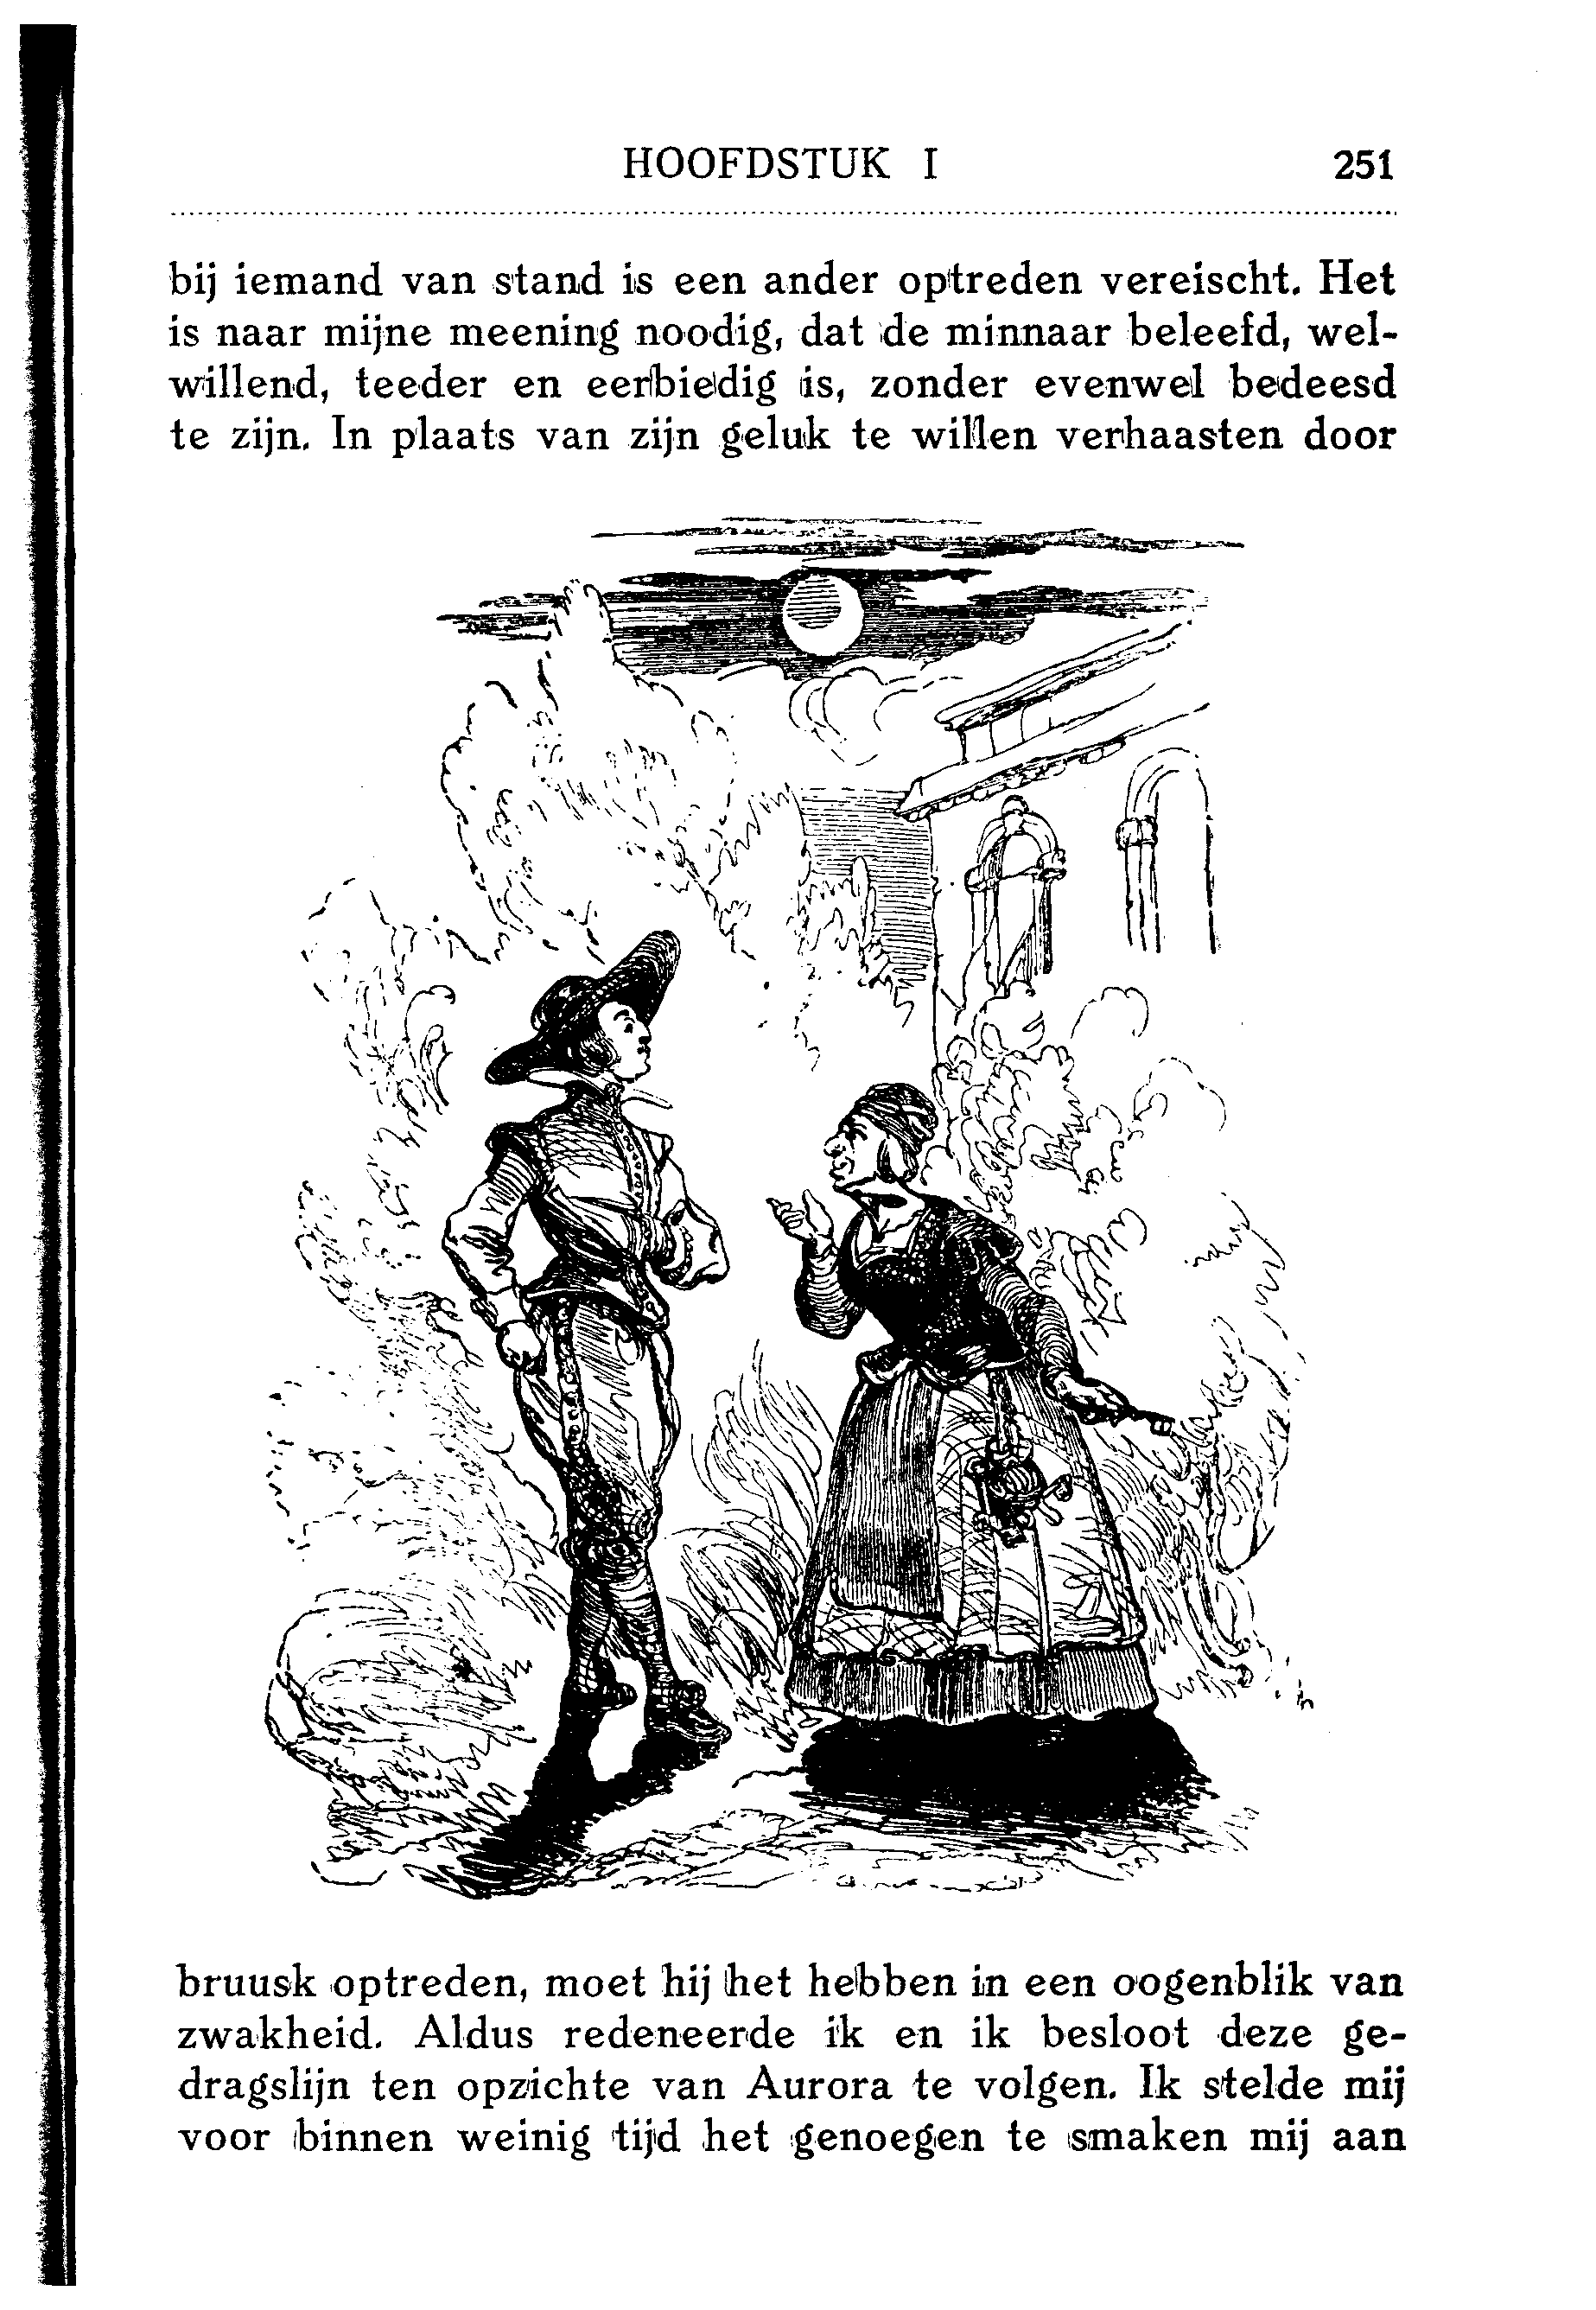 HOOFDSTUK I 251
bij iemand van stand is een ander optreden vereischt. Het
is naar mijne meening noodig, dat de minnaar beleefd, wel-
willend, teeder en eerbiedig is, zonder evenwel bedeesd
te zijn. In plaats van zijn geluk te willen verhaasten door
bruusk optreden, moet hij het hebben in een oogenblik van
zwakheid. Aldus redeneerde ik en ik besloot deze ge-
dragslijn ten opzichte van Aurora te volgen. Ik stelde mij
voor binnen weinig tijd het genoegen te smaken mij aan